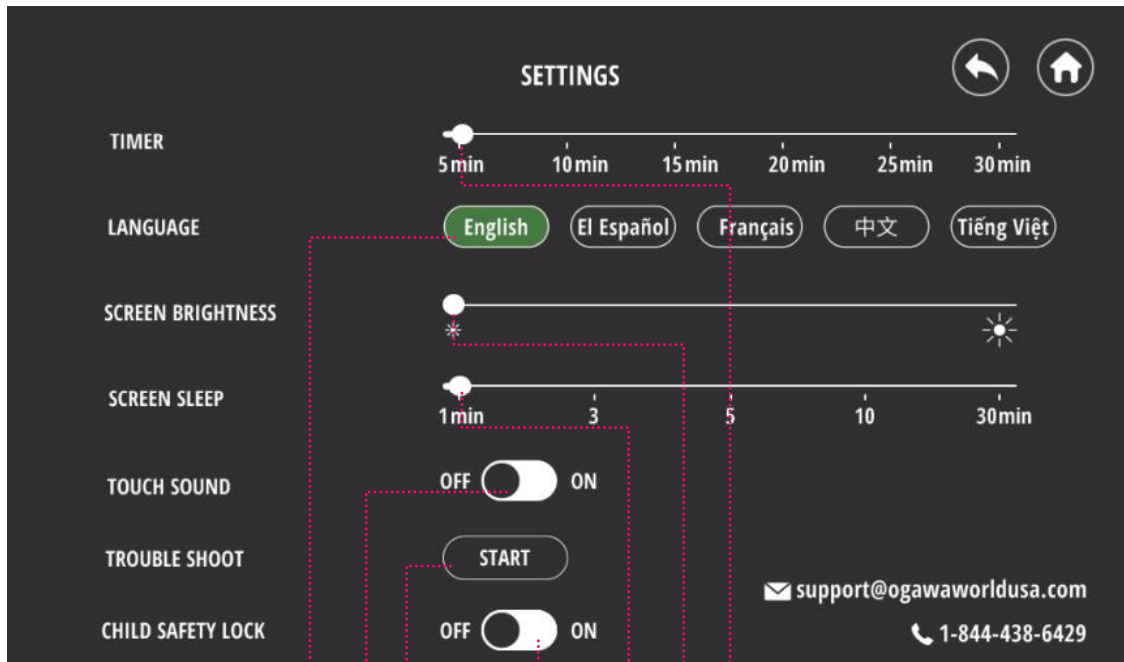 SETTINGS
TIMER
5min 10min 15min 20min 25min 30min
LANGUAGE English El Español Français 中文 Tiếng Việt
SCREEN BRIGHTNESS
SCREEN SLEEP
1min 3 5 10 30min
TOUCH SOUND OFF ON
TROUBLE SHOOT START
support@ogawaworldusa.com
CHILD SAFETY LOCK OFF ON 1-844-438-6429